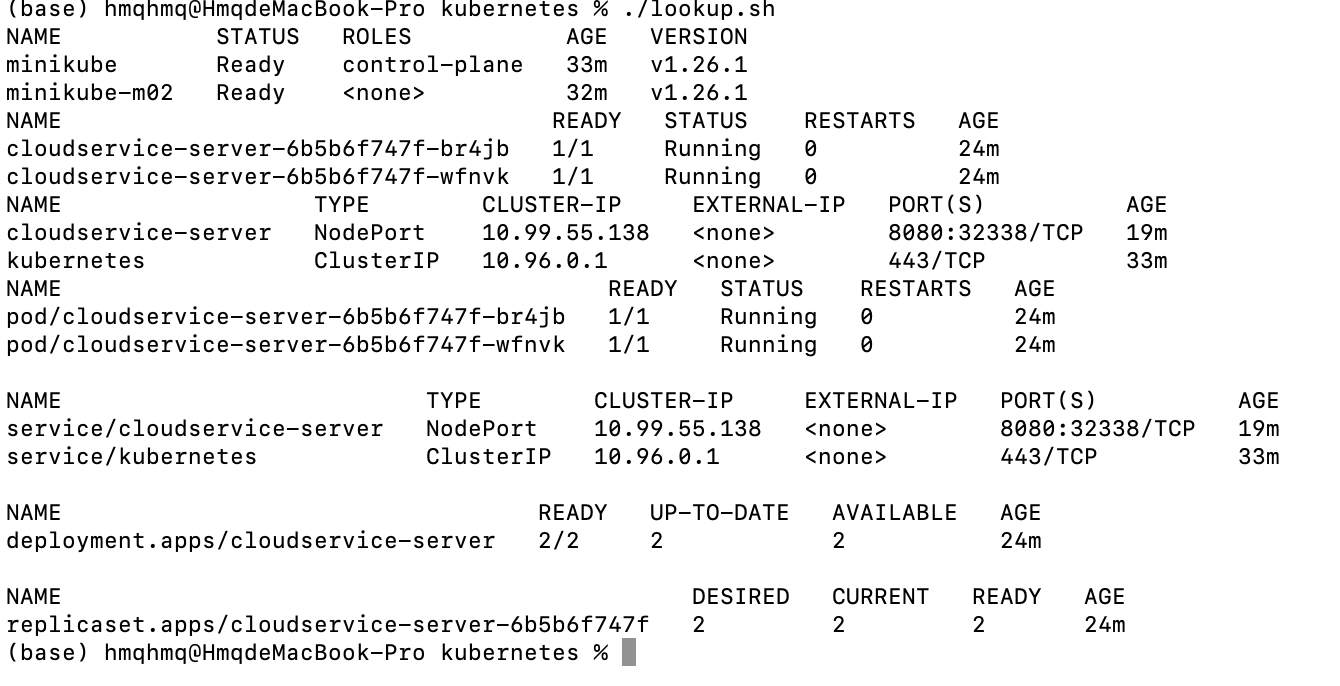 (base) hmqhmq@HmqdeMacBook-Pro kubernetes % ./lookup.sh
NAME           STATUS   ROLES           AGE   VERSION
minikube       Ready    control-plane   33m   v1.26.1
minikube-m02   Ready    <none>          32m   v1.26.1
NAME                                   READY   STATUS    RESTARTS   AGE
cloudservice-server-6b5b6f747f-br4jb   1/1     Running   0          24m
cloudservice-server-6b5b6f747f-wfnvk   1/1     Running   0          24m
NAME                  TYPE        CLUSTER-IP     EXTERNAL-IP   PORT(S)          AGE
cloudservice-server   NodePort    10.99.55.138   <none>        8080:32338/TCP   19m
kubernetes            ClusterIP   10.96.0.1      <none>        443/TCP          33m
NAME                                       READY   STATUS    RESTARTS   AGE
pod/cloudservice-server-6b5b6f747f-br4jb   1/1     Running   0          24m
pod/cloudservice-server-6b5b6f747f-wfnvk   1/1     Running   0          24m
NAME                          TYPE        CLUSTER-IP     EXTERNAL-IP   PORT(S)          AGE
service/cloudservice-server   NodePort    10.99.55.138   <none>        8080:32338/TCP   19m
service/kubernetes            ClusterIP   10.96.0.1      <none>        443/TCP          33m
NAME                                  READY   UP-TO-DATE   AVAILABLE   AGE
deployment.apps/cloudservice-server   2/2     2            2           24m
NAME                                             DESIRED   CURRENT   READY   AGE
replicaset.apps/cloudservice-server-6b5b6f747f   2         2         2       24m
(base) hmqhmq@HmqdeMacBook-Pro kubernetes %